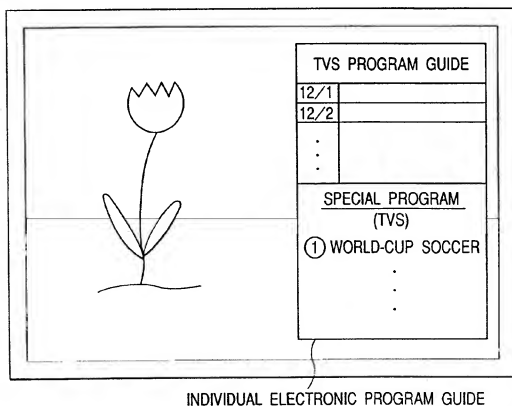 TVS PROGRAM GUIDE
12/1
12/2
SPECIAL PROGRAM
(TVS)
① WORLD-CUP SOCCER
INDIVIDUAL ELECTRONIC PROGRAM GUIDE